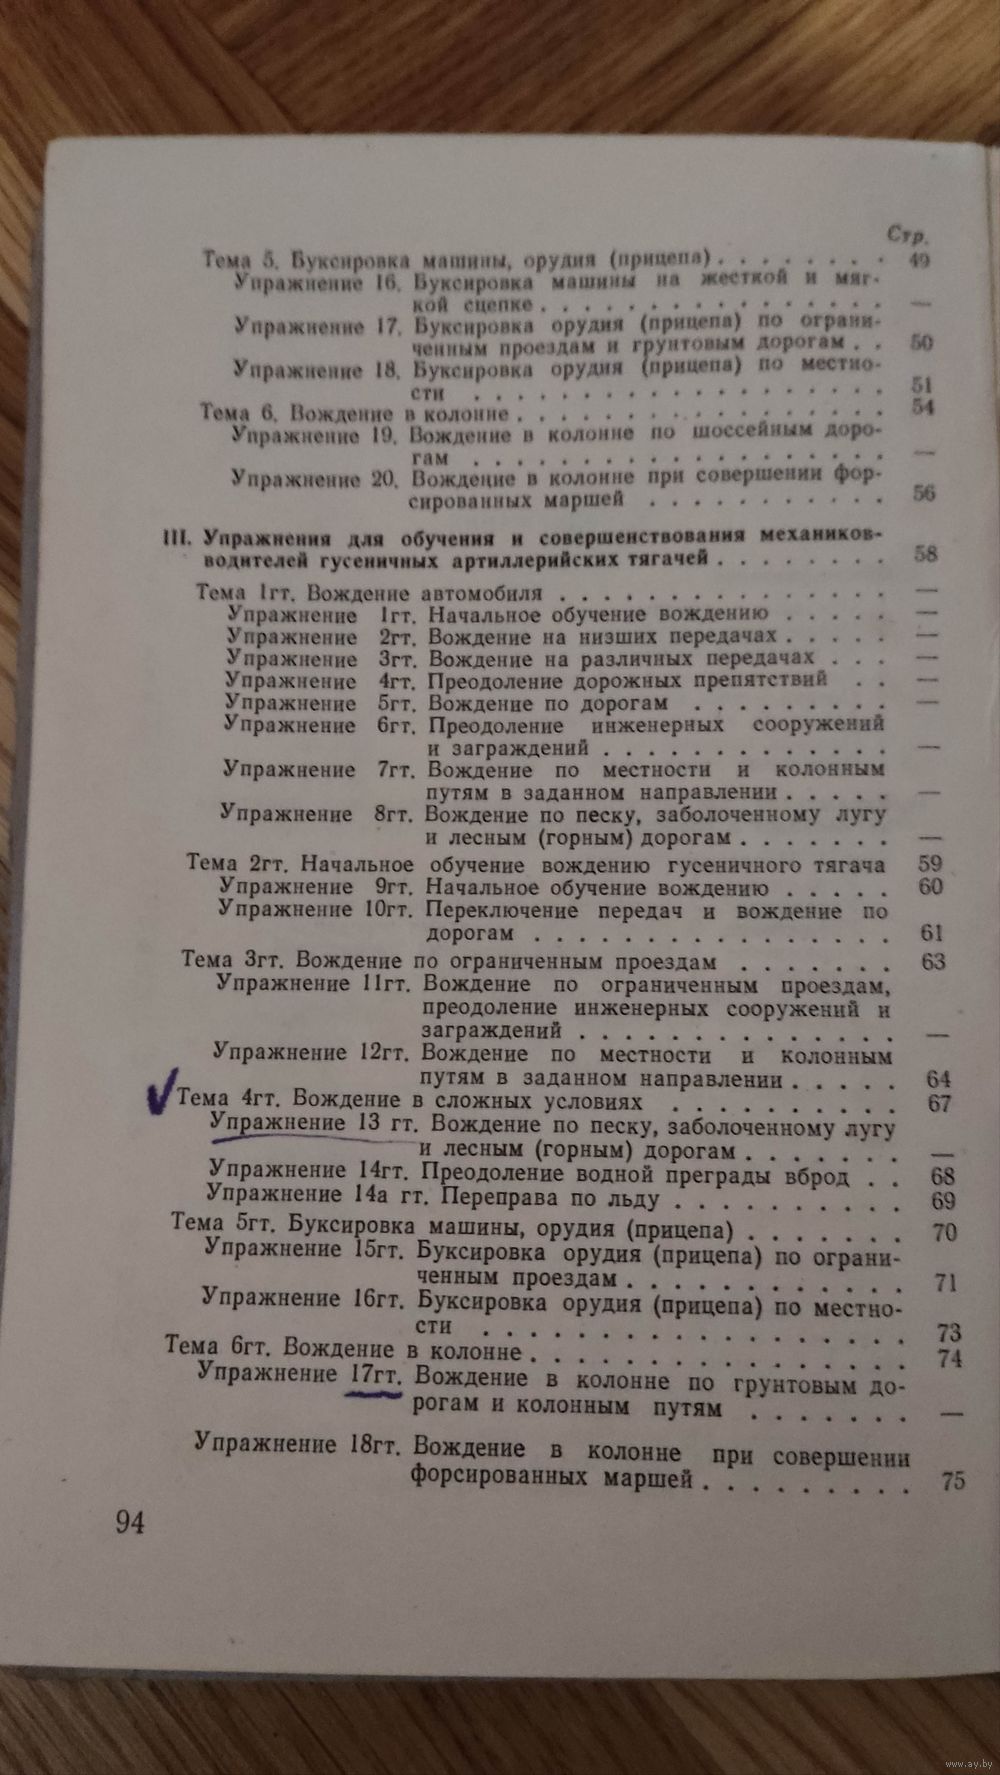 Стр.
Тема 5. Буксировка машины, орудия (прицепа) . . . . . . . . 49
Упражнение 16. Буксировка машины на жесткой и мяг-
кой сцепке . . . . . . . . . . . . . . . . —
Упражнение 17. Буксировка орудия (прицепа) по ограни-
ченным проездам и грунтовым дорогам . . 50
Упражнение 18. Буксировка орудия (прицепа) по местно-
сти . . . . . . . . . . . . . . . . . . . 51
Тема 6. Вождение в колонне . . . . . . . . . . . . . . . . . 54
Упражнение 19. Вождение в колонне по шоссейным доро-
гам . . . . . . . . . . . . . . . . . . . —
Упражнение 20. Вождение в колонне при совершении фор-
сированных маршей . . . . . . . . . . . 56
III. Упражнения для обучения и совершенствования механиков-
водителей гусеничных артиллерийских тягачей . . . . . . . . 58
Тема 1гт. Вождение автомобиля . . . . . . . . . . . . . . . —
Упражнение 1гт. Начальное обучение вождению . . . . . —
Упражнение 2гт. Вождение на низших передачах . . . . . —
Упражнение 3гт. Вождение на различных передачах . . . —
Упражнение 4гт. Преодоление дорожных препятствий . . —
Упражнение 5гт. Вождение по дорогам . . . . . . . . . —
Упражнение 6гт. Преодоление инженерных сооружений
и заграждений . . . . . . . . . . . . . —
Упражнение 7гт. Вождение по местности и колонным
путям в заданном направлении . . . . . —
Упражнение 8гт. Вождение по песку, заболоченному лугу
и лесным (горным) дорогам . . . . . . . —
Тема 2гт. Начальное обучение вождению гусеничного тягача 59
Упражнение 9гт. Начальное обучение вождению . . . . . 60
Упражнение 10гт. Переключение передач и вождение по
дорогам . . . . . . . . . . . . . . . . 61
Тема 3гт. Вождение по ограниченным проездам . . . . . . . 63
Упражнение 11гт. Вождение по ограниченным проездам,
преодоление инженерных сооружений и
заграждений . . . . . . . . . . . . . . —
Упражнение 12гт. Вождение по местности и колонным
путям в заданном направлении . . . . . 64
Тема 4гт. Вождение в сложных условиях . . . . . . . . . . . 67
Упражнение 13 гт. Вождение по песку, заболоченному лугу
и лесным (горным) дорогам . . . . . . . —
Упражнение 14гт. Преодоление водной преграды вброд . . 68
Упражнение 14а гт. Переправа по льду . . . . . . . . . . 69
Тема 5гт. Буксировка машины, орудия (прицепа) . . . . . . . 70
Упражнение 15гт. Буксировка орудия (прицепа) по ограни-
ченным проездам . . . . . . . . . . . . 71
Упражнение 16гт. Буксировка орудия (прицепа) по местно-
сти . . . . . . . . . . . . . . . . . . 73
Тема 6гт. Вождение в колонне . . . . . . . . . . . . . . . . 74
Упражнение 17гт. Вождение в колонне по грунтовым до-
рогам и колонным путям . . . . . . . —
Упражнение 18гт. Вождение в колонне при совершении
форсированных маршей . . . . . . . . . 75
94
www.ay.by